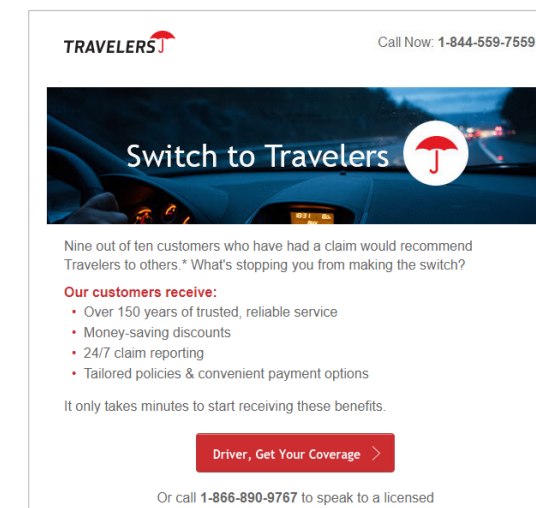 TRAVELERS
Call Now: 1-844-559-7559
Switch to Travelers
Nine out of ten customers who have had a claim would recommend
Travelers to others.* What's stopping you from making the switch?
Our customers receive:
• Over 150 years of trusted, reliable service
• Money-saving discounts
• 24/7 claim reporting
• Tailored policies & convenient payment options
It only takes minutes to start receiving these benefits.
Driver, Get Your Coverage >
Or call 1-866-890-9767 to speak to a licensed